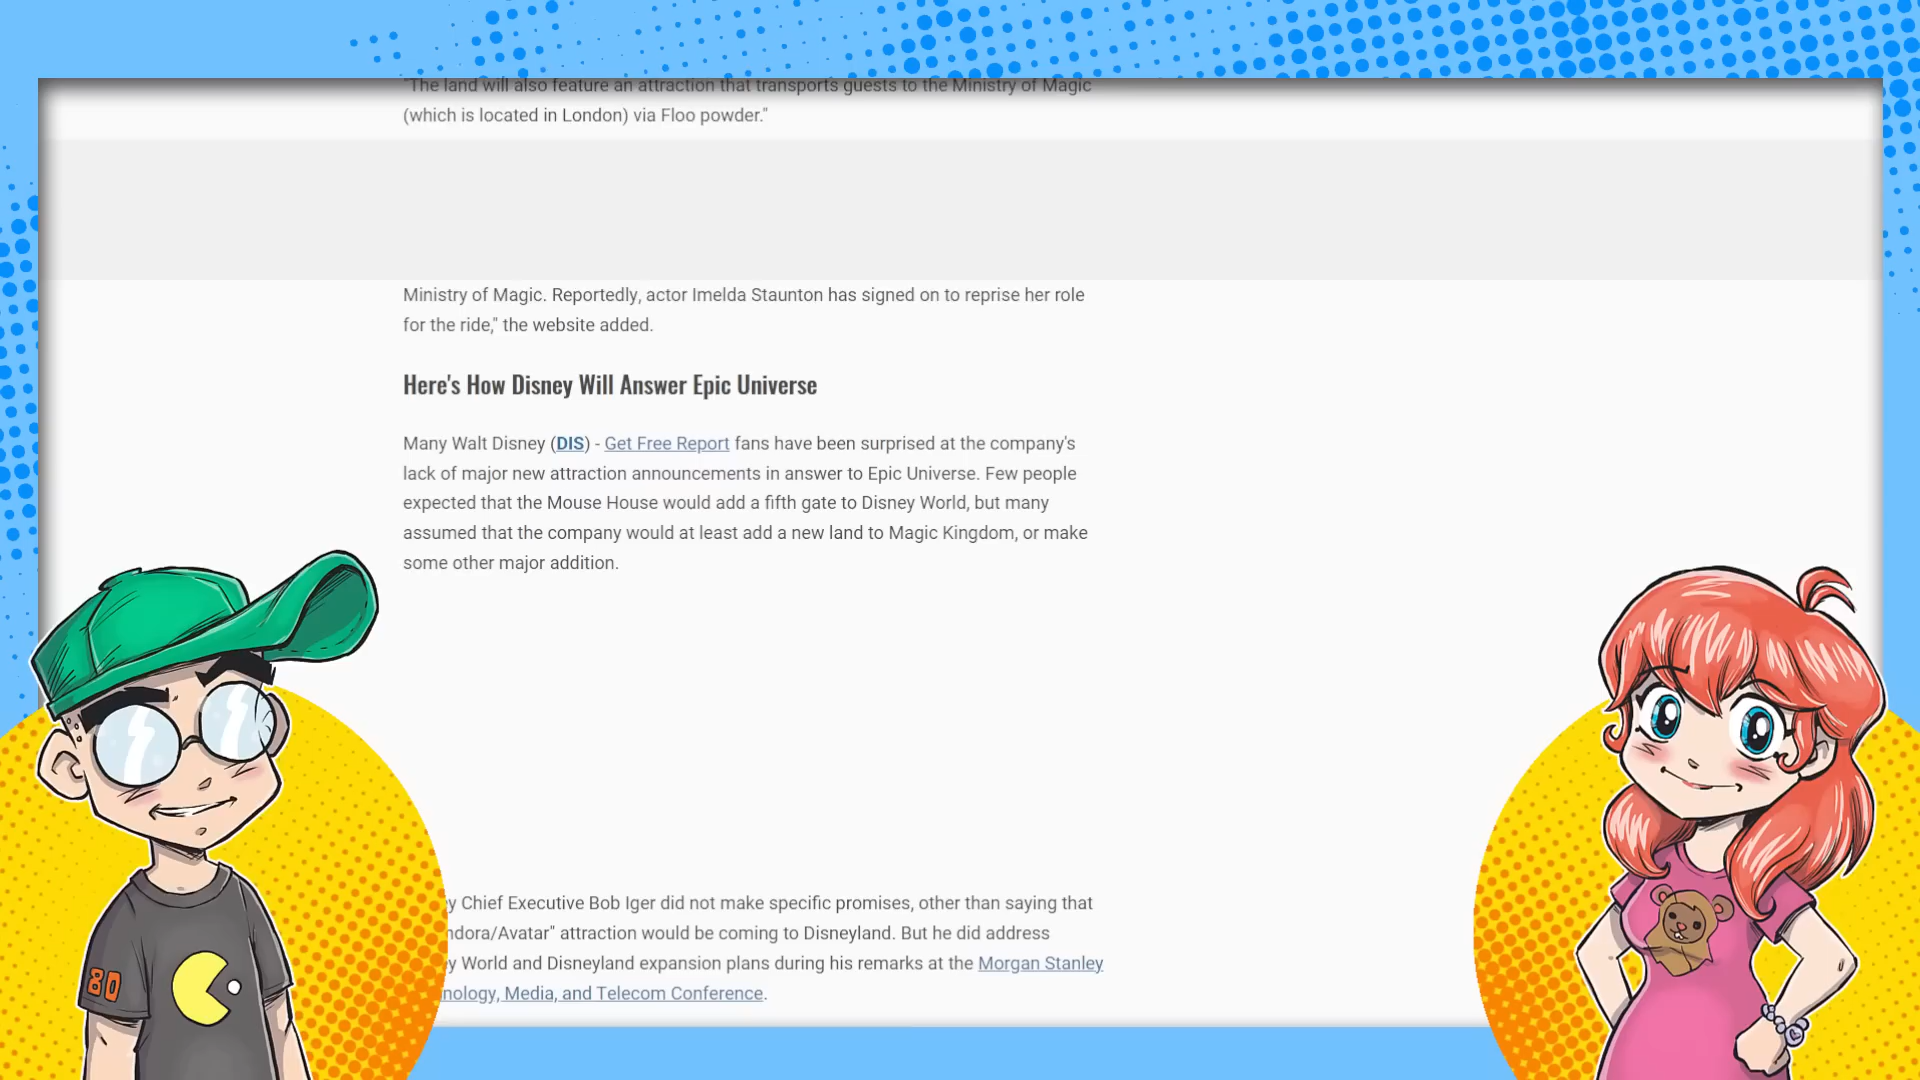 "The land will also feature an attraction that transports guests to the Ministry of Magic
(which is located in London) via Floo powder."
Ministry of Magic. Reportedly, actor Imelda Staunton has signed on to reprise her role
for the ride," the website added.
Here's How Disney Will Answer Epic Universe
Many Walt Disney (DIS) - Get Free Report fans have been surprised at the company's
lack of major new attraction announcements in answer to Epic Universe. Few people
expected that the Mouse House would add a fifth gate to Disney World, but many
assumed that the company would at least add a new land to Magic Kingdom, or make
some other major addition.
y Chief Executive Bob Iger did not make specific promises, other than saying that
ndora/Avatar" attraction would be coming to Disneyland. But he did address
y World and Disneyland expansion plans during his remarks at the Morgan Stanley
nology, Media, and Telecom Conference.
80